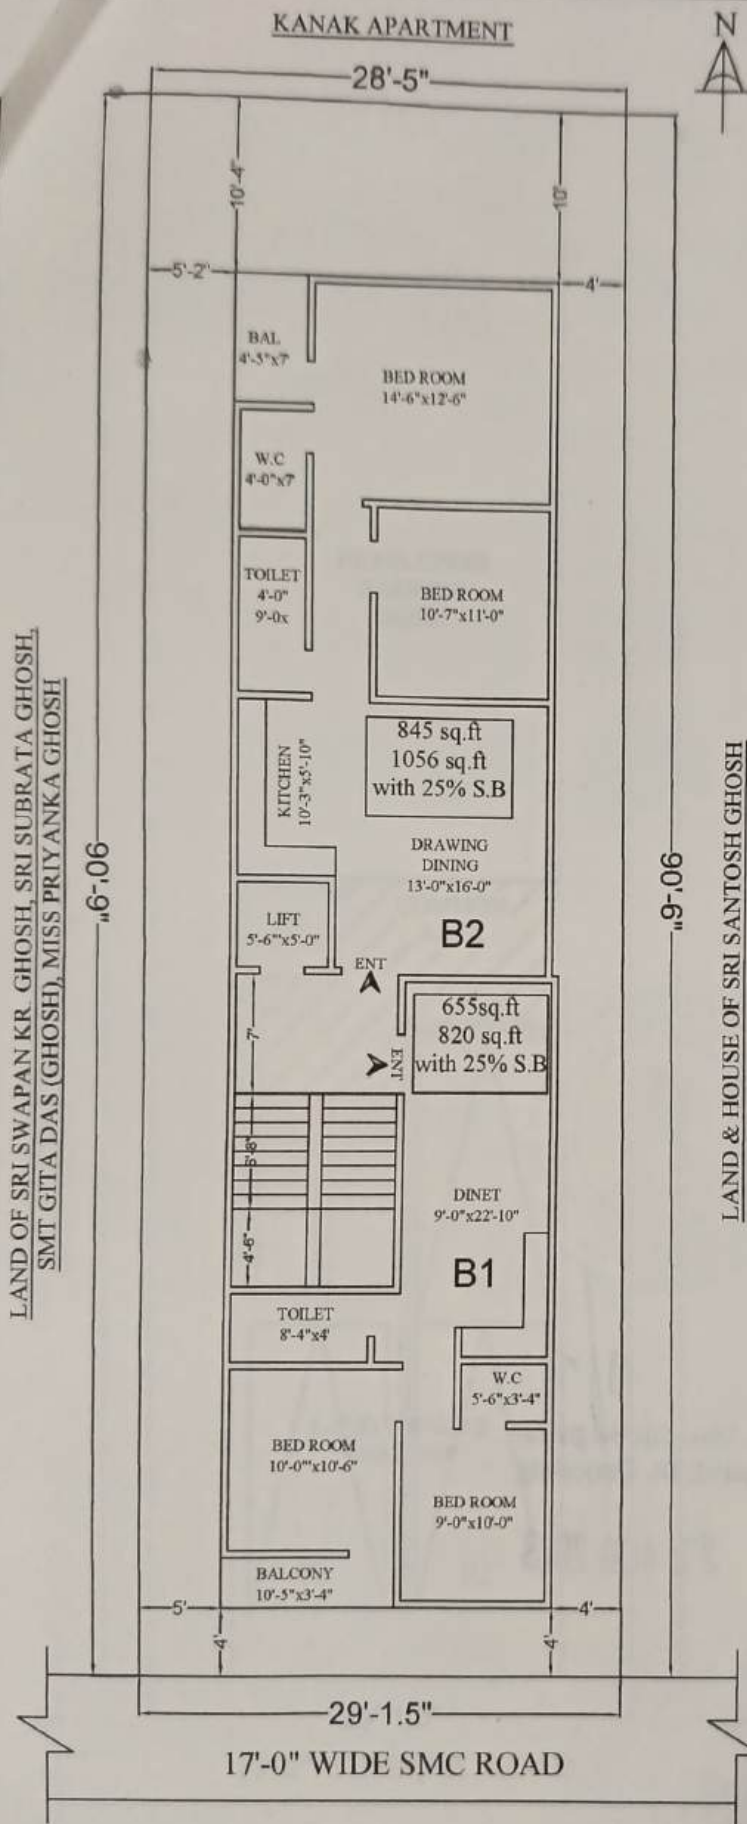 KANAK APARTMENT
N
28'-5"
10'-4"
10'
5'-2"
4'
BAL
4'-5"x7'
BED ROOM
14'-6"x12'-6"
W.C
4'-0"x7'
TOILET
4'-0"
9'-0x
BED ROOM
10'-7"x11'-0"
845 sq.ft
1056 sq.ft
with 25% S.B
KITCHEN
10'-3"x5'-10"
DRAWING
DINING
13'-0"x16'-0"
LIFT
5'-6"'x5'-0"
B2
ENT
655sq.ft
820 sq.ft
with 25% S.B
ENT
7'
4'-6"
DINET
9'-0"x22'-10"
B1
TOILET
8'-4"x4'
W.C
5'-6"x3'-4"
BED ROOM
10'-0"'x10'-6"
BED ROOM
9'-0"x10'-0"
BALCONY
10'-5"x3'-4"
5'
4'
4'
4'
90'-6"
90'-6"
LAND OF SRI SWAPAN KR. GHOSH, SRI SUBRATA GHOSH,
SMT GITA DAS (GHOSH), MISS PRIYANKA GHOSH
LAND & HOUSE OF SRI SANTOSH GHOSH
29'-1.5"
17'-0" WIDE SMC ROAD